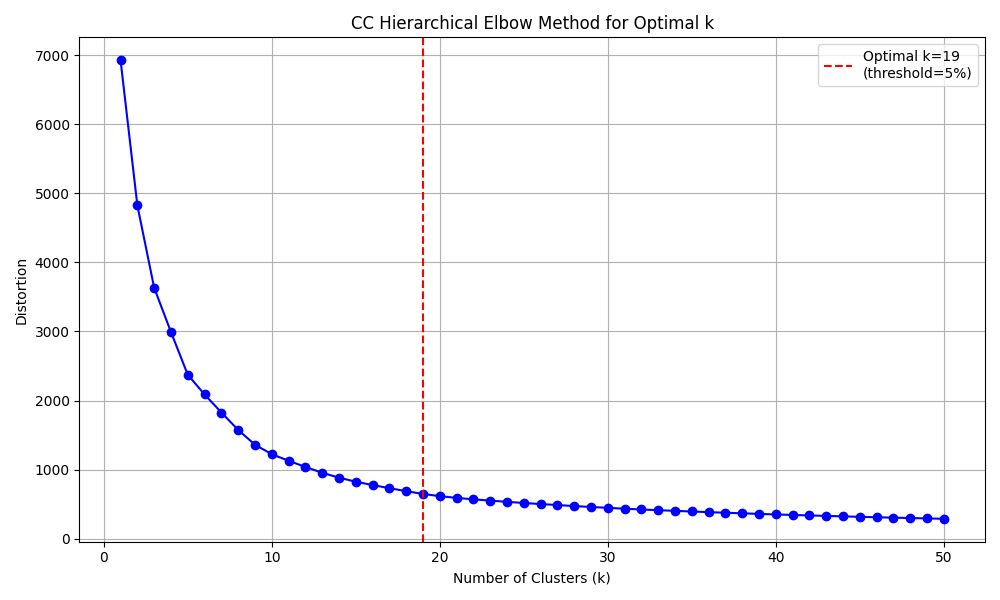 CC Hierarchical Elbow Method for Optimal k
Optimal k=19
(threshold=5%)
7000
6000
5000
4000
3000
2000
1000
0
Distortion
0 10 20 30 40 50
Number of Clusters (k)